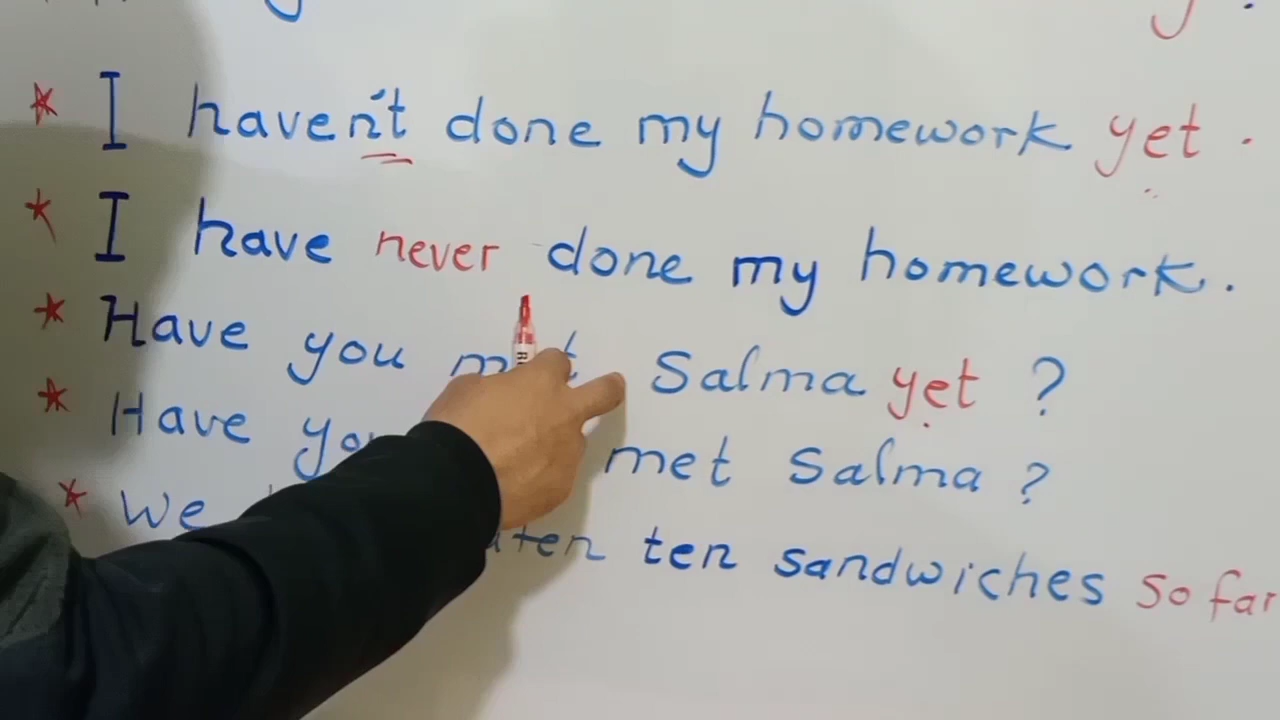 * I haven't done my homework yet.
* I have never done my homework.
* Have you met Salma yet ?
* Have met Salma ?
* We ten sandwiches so far